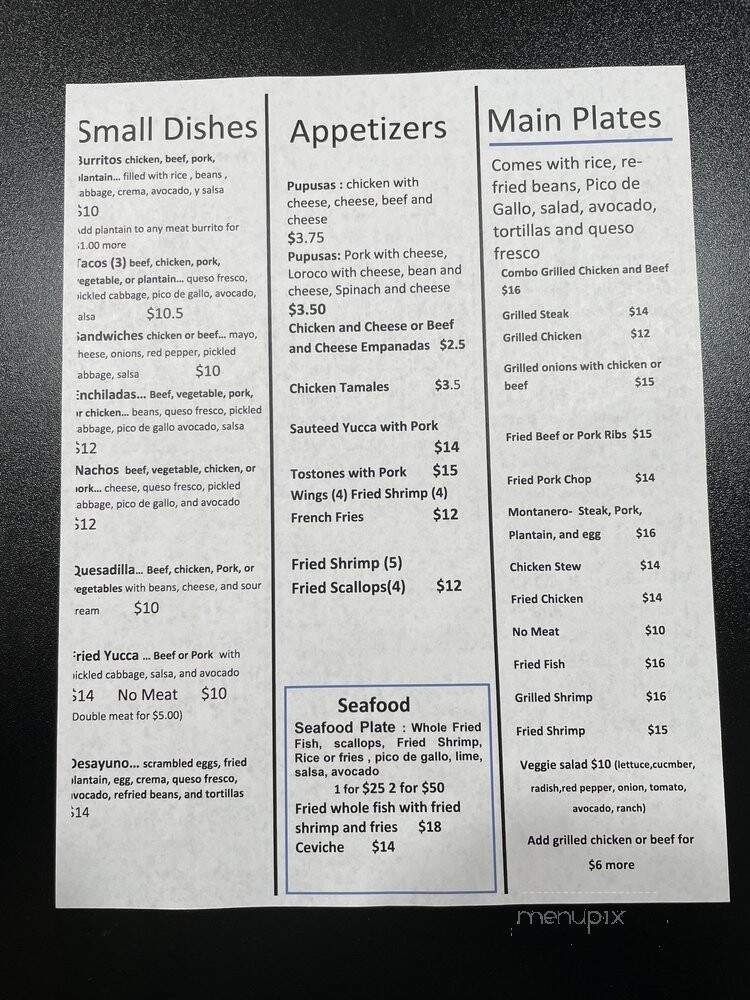 Small Dishes
Burritos chicken, beef, pork,
plantain... filled with rice , beans ,
cabbage, crema, avocado, y salsa
$10
Add plantain to any meat burrito for
$1.00 more
Tacos (3) beef, chicken, pork,
vegetable, or plantain... queso fresco,
pickled cabbage, pico de gallo, avocado,
salsa $10.5
Sandwiches chicken or beef... mayo,
cheese, onions, red pepper, pickled
cabbage, salsa $10
Enchiladas... Beef, vegetable, pork,
or chicken... beans, queso fresco, pickled
cabbage, pico de gallo avocado, salsa
$12
Nachos beef, vegetable, chicken, or
pork... cheese, queso fresco, pickled
cabbage, pico de gallo, and avocado
$12
Quesadilla... Beef, chicken, Pork, or
vegetables with beans, cheese, and sour
cream $10
Fried Yucca ... Beef or Pork with
pickled cabbage, salsa, and avocado
$14 No Meat $10
(Double meat for $5.00)
Desayuno... scrambled eggs, fried
plantain, egg, crema, queso fresco,
avocado, refried beans, and tortillas
$14
Appetizers
Pupusas : chicken with
cheese, cheese, beef and
cheese
$3.75
Pupusas: Pork with cheese,
Loroco with cheese, bean and
cheese, Spinach and cheese
$3.50
Chicken and Cheese or Beef
and Cheese Empanadas $2.5
Chicken Tamales $3.5
Sauteed Yucca with Pork
$14
Tostones with Pork $15
Wings (4) Fried Shrimp (4)
French Fries $12
Fried Shrimp (5)
Fried Scallops(4) $12
Seafood
Seafood Plate : Whole Fried
Fish, scallops, Fried Shrimp,
Rice or fries , pico de gallo, lime,
salsa, avocado
1 for $25 2 for $50
Fried whole fish with fried
shrimp and fries $18
Ceviche $14
Main Plates
Comes with rice, re-
fried beans, Pico de
Gallo, salad, avocado,
tortillas and queso
fresco
Combo Grilled Chicken and Beef
$16
Grilled Steak $14
Grilled Chicken $12
Grilled onions with chicken or
beef $15
Fried Beef or Pork Ribs $15
Fried Pork Chop $14
Montanero- Steak, Pork,
Plantain, and egg $16
Chicken Stew $14
Fried Chicken $14
No Meat $10
Fried Fish $16
Grilled Shrimp $16
Fried Shrimp $15
Veggie salad $10 (lettuce,cucmber,
radish,red pepper, onion, tomato,
avocado, ranch)
Add grilled chicken or beef for
$6 more
menupix